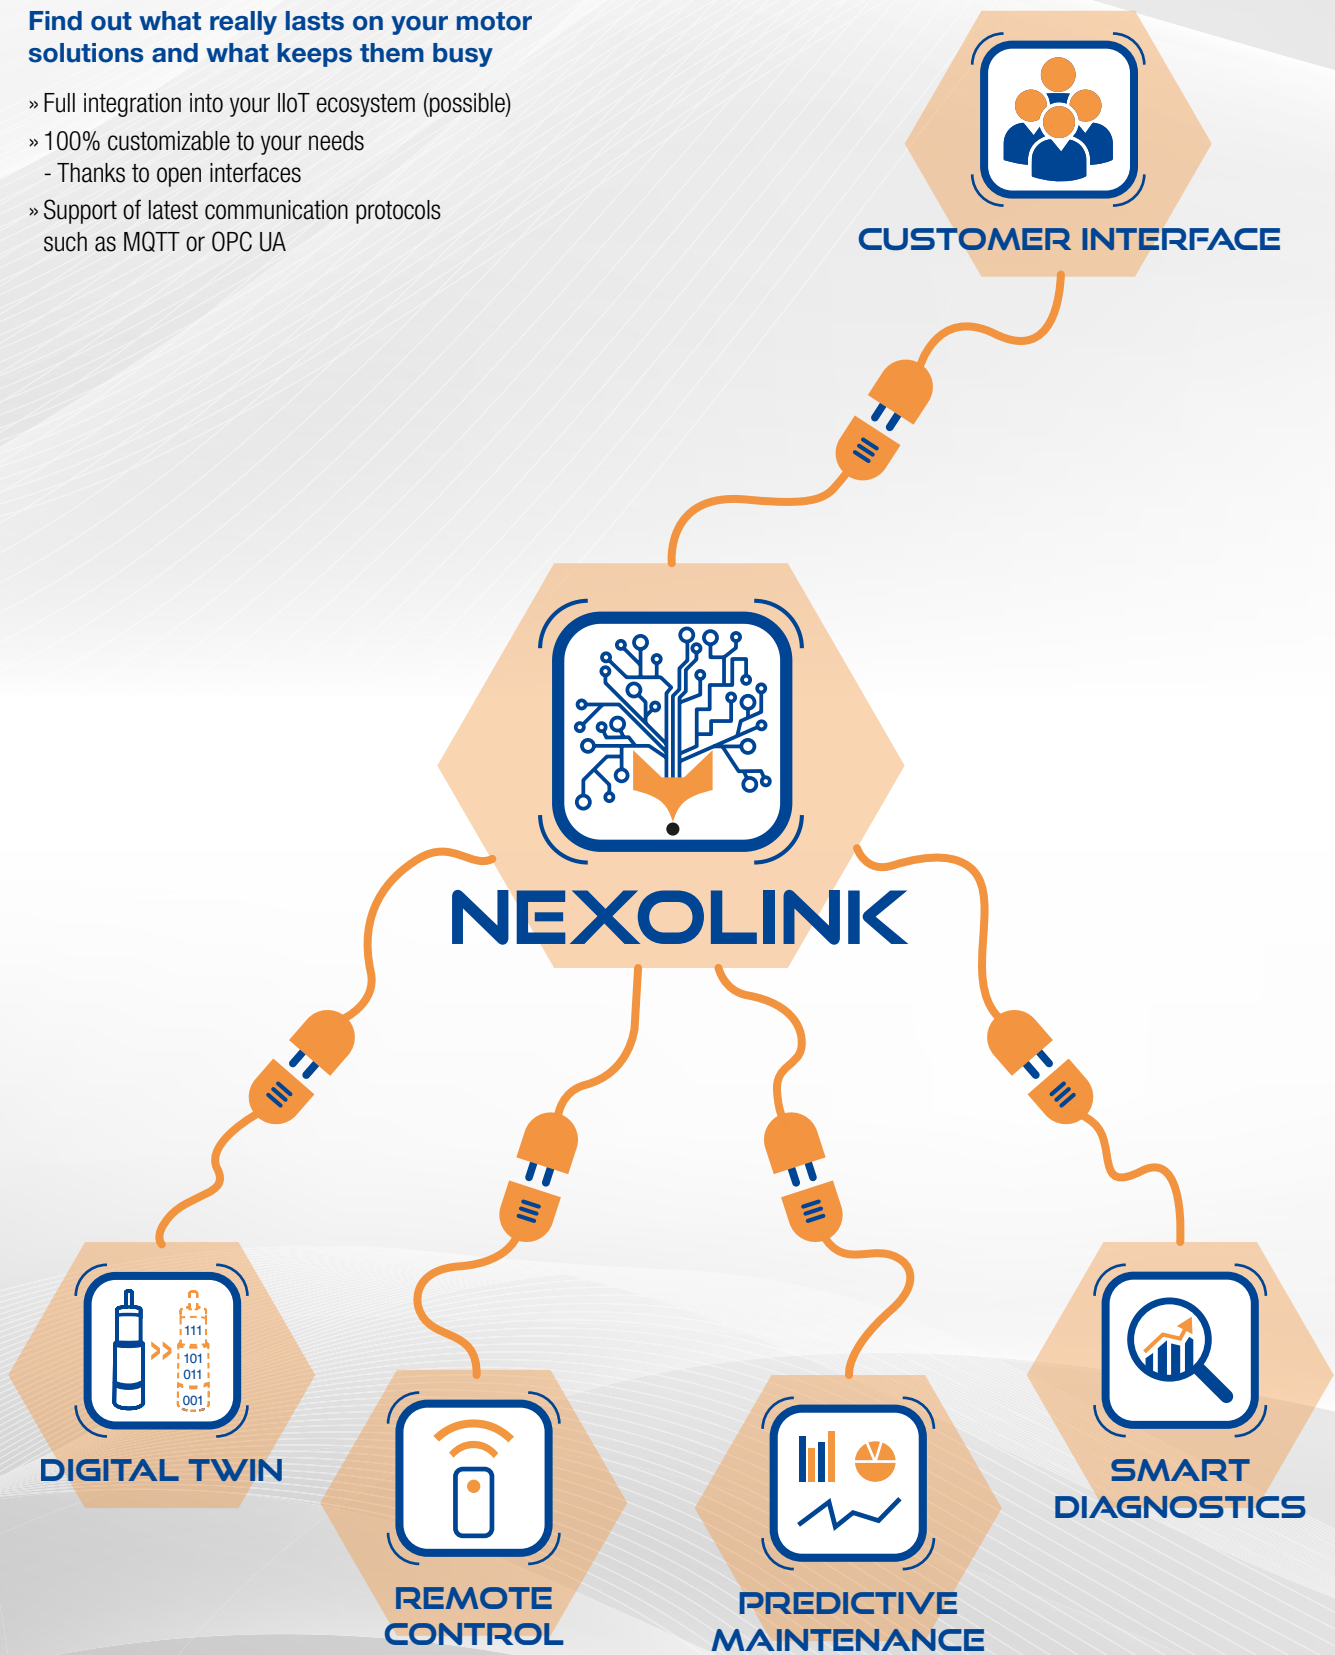 Find out what really lasts on your motor
solutions and what keeps them busy
» Full integration into your IIoT ecosystem (possible)
» 100% customizable to your needs
- Thanks to open interfaces
» Support of latest communication protocols
such as MQTT or OPC UA
CUSTOMER INTERFACE
NEXOLINK
111
101
011
001
DIGITAL TWIN
REMOTE
CONTROL
PREDICTIVE
MAINTENANCE
SMART
DIAGNOSTICS